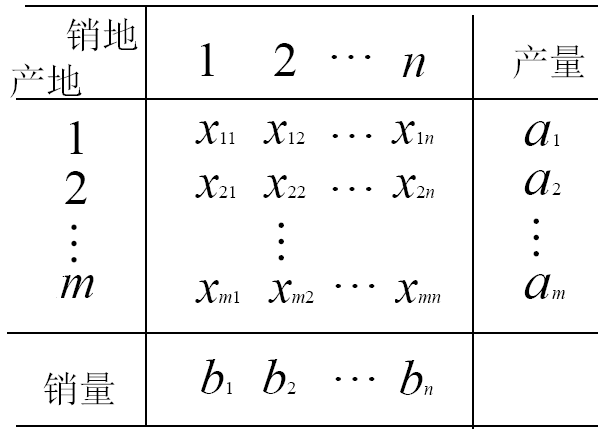 销地
产地 1 2 ⋯ n 产量
1 x₁₁ x₁₂ ⋯ x₁ₙ a₁
2 x₂₁ x₂₂ ⋯ x₂ₙ a₂
⋮ ⋮ ⋮
m xₘ₁ xₘ₂ ⋯ xₘₙ aₘ
销量 b₁ b₂ ⋯ bₙ